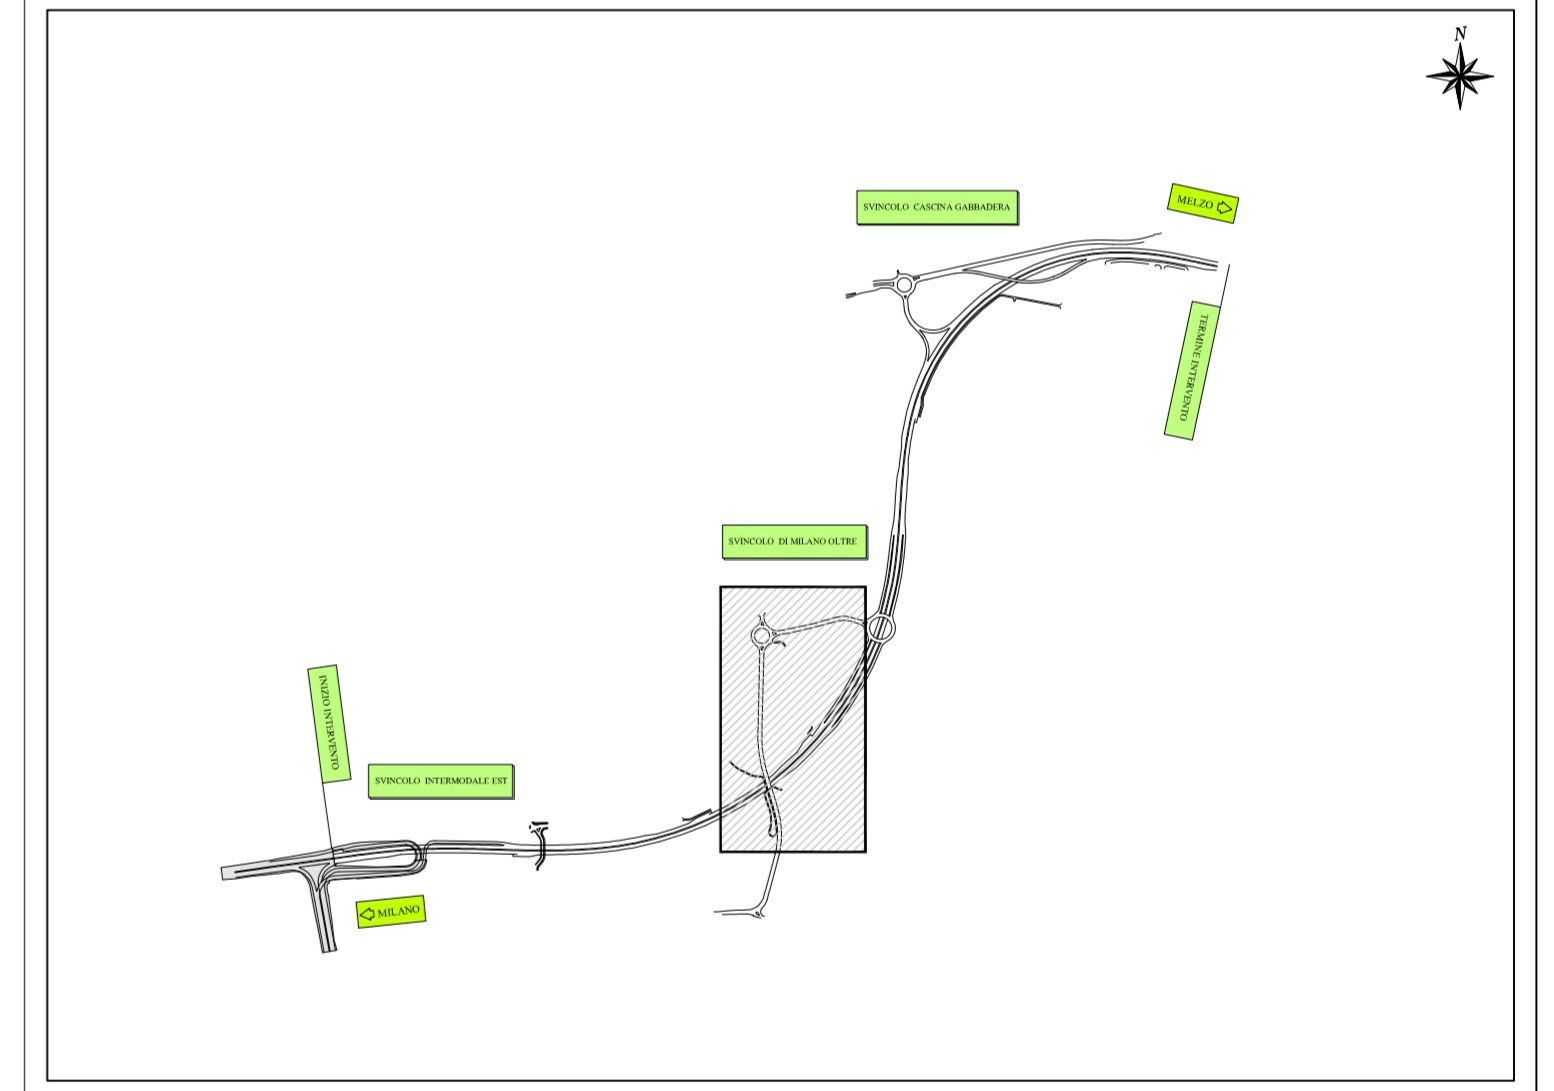 N
MELZO
SVINCOLO CASCINA GABBADERA
TERMINE INTERVENTO
SVINCOLO DI MILANO OLTRE
INIZIO INTERVENTO
SVINCOLO INTERMODALE EST
MILANO